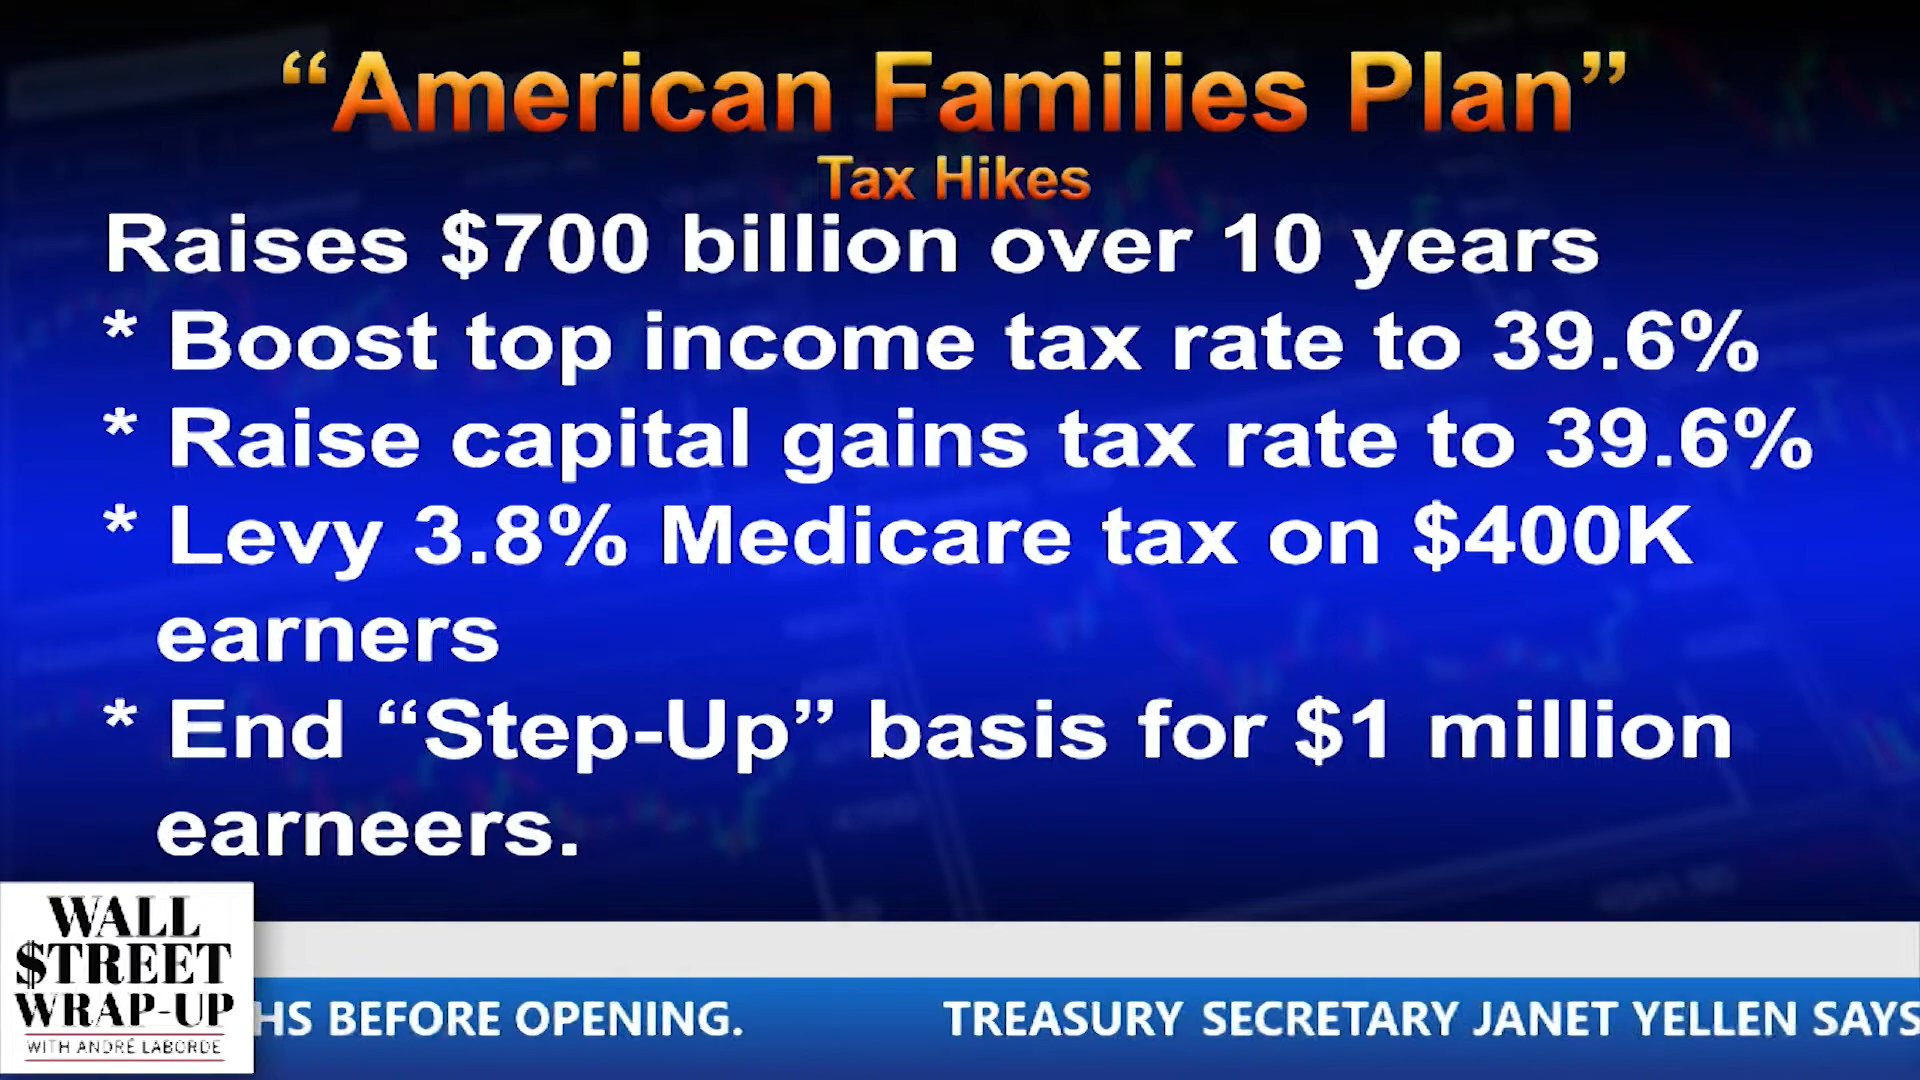 “American Families Plan”
Tax Hikes
Raises $700 billion over 10 years
* Boost top income tax rate to 39.6%
* Raise capital gains tax rate to 39.6%
* Levy 3.8% Medicare tax on $400K
earners
* End “Step-Up” basis for $1 million
earneers.
WALL
$TREET
WRAP-UP
WITH ANDRÉ LABORDE
HS BEFORE OPENING. TREASURY SECRETARY JANET YELLEN SAYS